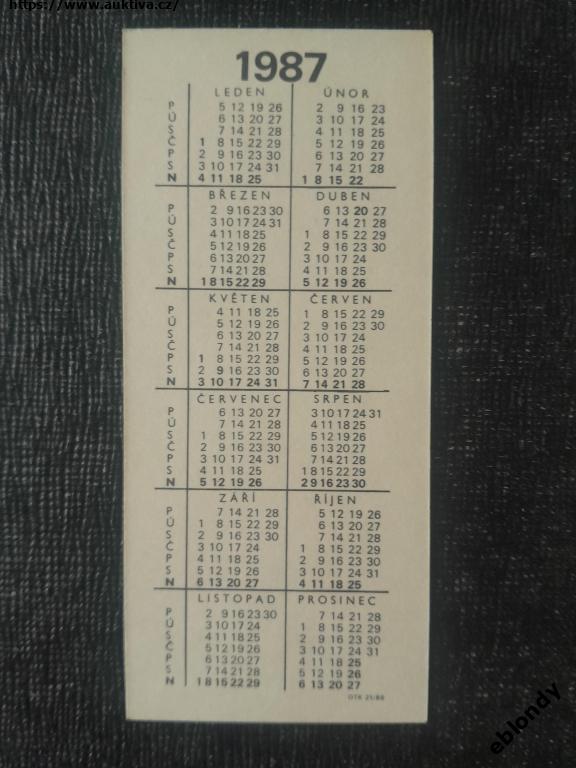 https://www.auktiva.cz/
1987
LEDEN ÚNOR
P 5 12 19 26 2 9 16 23
Ú 6 13 20 27 3 10 17 24
S 7 14 21 28 4 11 18 25
Č 1 8 15 22 29 5 12 19 26
P 2 9 16 23 30 6 13 20 27
S 3 10 17 24 31 7 14 21 28
N 4 11 18 25 1 8 15 22
BŘEZEN DUBEN
P 2 9 16 23 30 6 13 20 27
Ú 3 10 17 24 31 7 14 21 28
S 4 11 18 25 1 8 15 22 29
Č 5 12 19 26 2 9 16 23 30
P 6 13 20 27 3 10 17 24
S 7 14 21 28 4 11 18 25
N 1 8 15 22 29 5 12 19 26
KVĚTEN ČERVEN
P 4 11 18 25 1 8 15 22 29
Ú 5 12 19 26 2 9 16 23 30
S 6 13 20 27 3 10 17 24
Č 7 14 21 28 4 11 18 25
P 1 8 15 22 29 5 12 19 26
S 2 9 16 23 30 6 13 20 27
N 3 10 17 24 31 7 14 21 28
ČERVENEC SRPEN
P 6 13 20 27 3 10 17 24 31
Ú 7 14 21 28 4 11 18 25
S 1 8 15 22 29 5 12 19 26
Č 2 9 16 23 30 6 13 20 27
P 3 10 17 24 31 7 14 21 28
S 4 11 18 25 1 8 15 22 29
N 5 12 19 26 2 9 16 23 30
ZÁŘÍ ŘÍJEN
P 7 14 21 28 5 12 19 26
Ú 1 8 15 22 29 6 13 20 27
S 2 9 16 23 30 7 14 21 28
Č 3 10 17 24 1 8 15 22 29
P 4 11 18 25 2 9 16 23 30
S 5 12 19 26 3 10 17 24 31
N 6 13 20 27 4 11 18 25
LISTOPAD PROSINEC
P 2 9 16 23 30 7 14 21 28
Ú 3 10 17 24 1 8 15 22 29
S 4 11 18 25 2 9 16 23 30
Č 5 12 19 26 3 10 17 24 31
P 6 13 20 27 4 11 18 25
S 7 14 21 28 5 12 19 26
N 1 8 15 22 29 6 13 20 27
OTK 21/86
eblondy